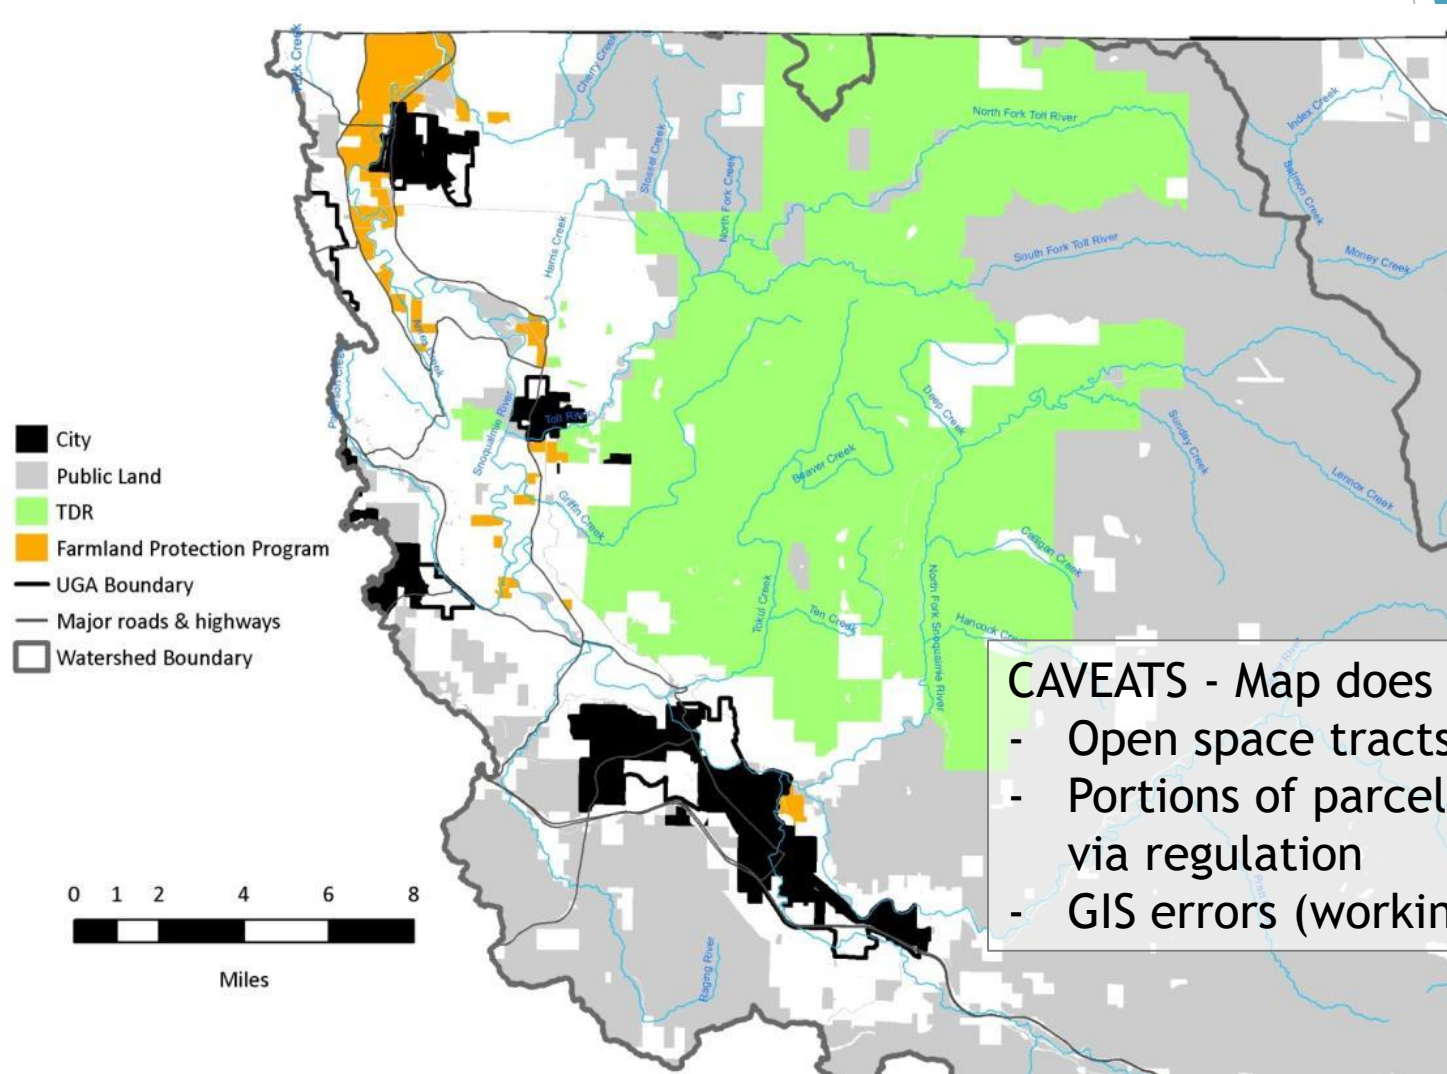 Cherry Creek
North Fork Tolt River
Index Creek
Stossel Creek
North Fork Creek
Salmon Creek
Harris Creek
South Fork Tolt River
Money Creek
Deep Creek
Snoqualmie River
Sunday Creek
Beaver Creek
Lennox Creek
Griffin Creek
Calligan Creek
North Fork Snoqualmie River
Tokul Creek
Ten Creek
Raging River
City
Public Land
TDR
Farmland Protection Program
UGA Boundary
Major roads & highways
Watershed Boundary
CAVEATS - Map does
- Open space tracts
- Portions of parcel
via regulation
- GIS errors (workin
0 1 2 4 6 8
Miles